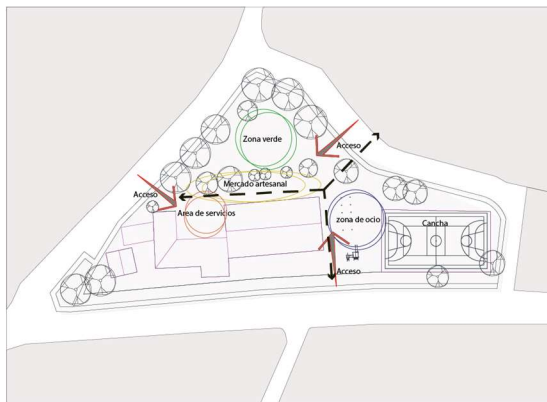 Acceso
Zona verde
Acceso
Mercado artesanal
Area de servicios
zona de ocio
Cancha
Acceso